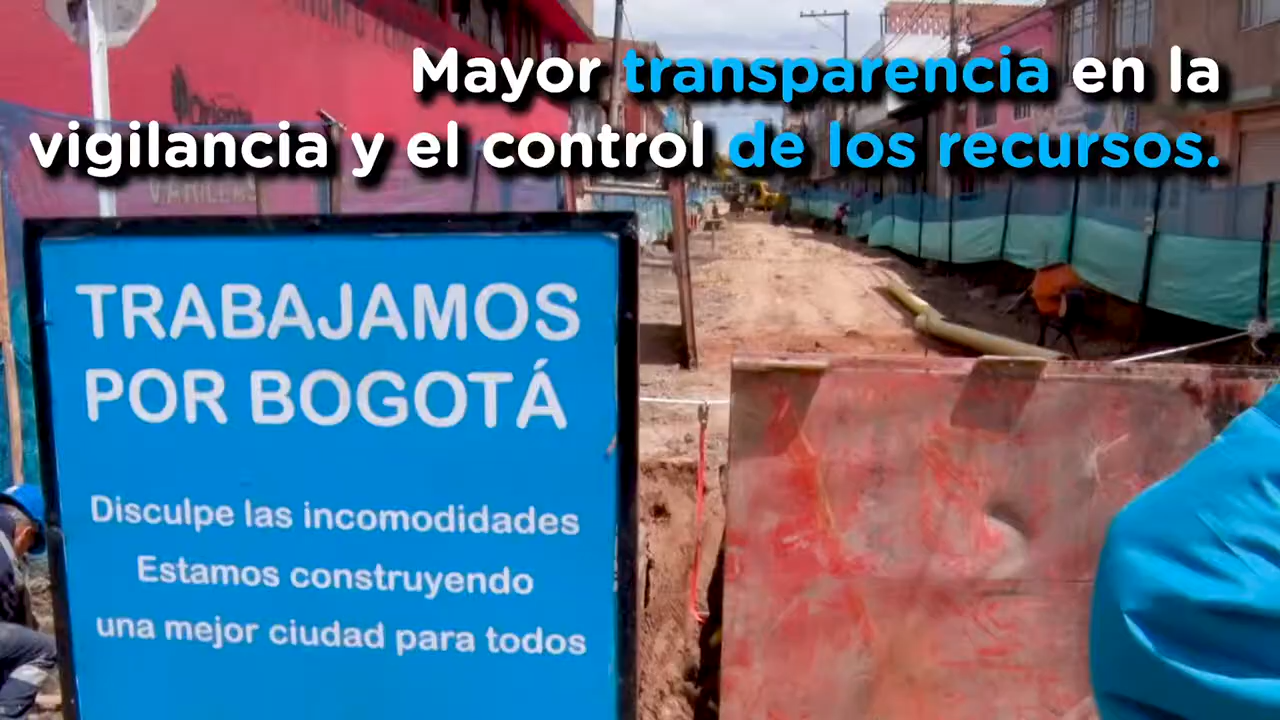 Mayor transparencia en la
vigilancia y el control de los recursos.
VARILLAS
TRABAJAMOS
POR BOGOTÁ
Disculpe las incomodidades
Estamos construyendo
una mejor ciudad para todos